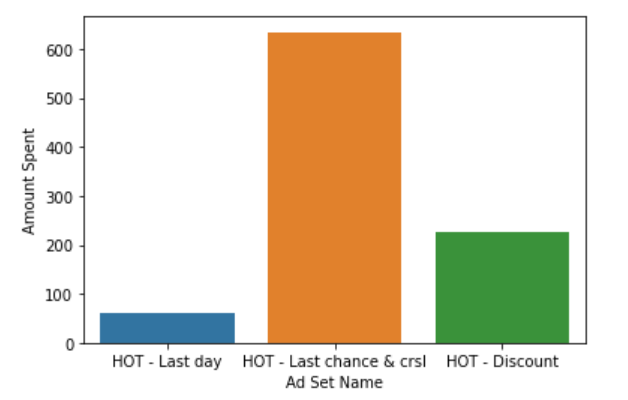 600
500
400
300
200
100
0
Amount Spent
HOT - Last day
HOT - Last chance & crsl
HOT - Discount
Ad Set Name